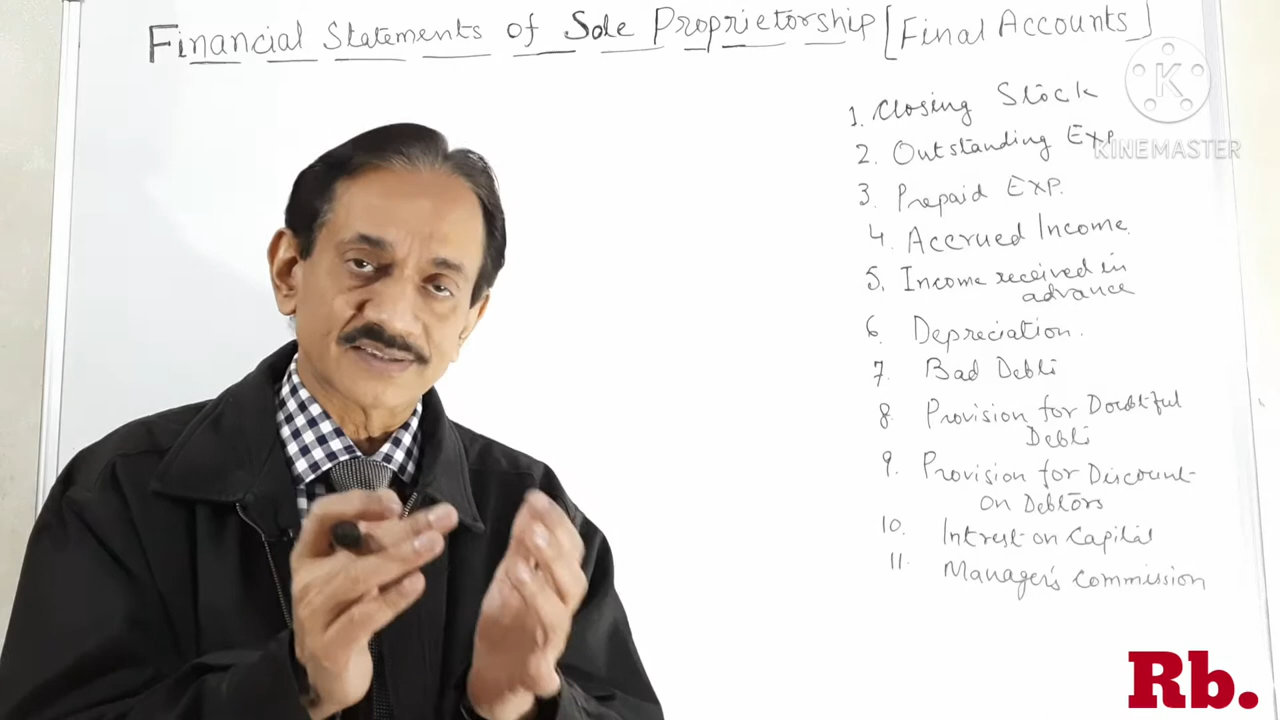 Financial Statements of Sole Proprietorship [Final Accounts]
1. Closing Stock
2. Outstanding Exp
KINEMASTER
3. Prepaid Exp.
4. Accrued Income.
5. Income received in
advance
6. Depreciation.
7. Bad Debts
8. Provision for Doubtful
Debts
9. Provision for Discount
on Debtors
10. Interest on Capital
11. Manager's Commission
K
Rb.